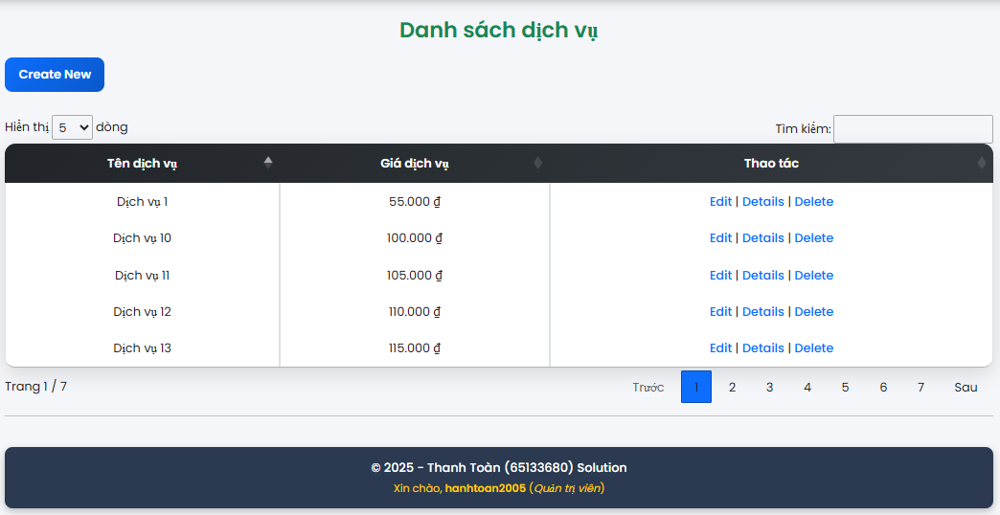 Danh sách dịch vụ
Create New
Hiển thị 5 dòng
Tìm kiếm:
Tên dịch vụ Giá dịch vụ Thao tác
Dịch vụ 1 55.000 ₫ Edit | Details | Delete
Dịch vụ 10 100.000 ₫ Edit | Details | Delete
Dịch vụ 11 105.000 ₫ Edit | Details | Delete
Dịch vụ 12 110.000 ₫ Edit | Details | Delete
Dịch vụ 13 115.000 ₫ Edit | Details | Delete
Trang 1 / 7
Trước 1 2 3 4 5 6 7 Sau
© 2025 - Thanh Toàn (65133680) Solution
Xin chào, hanhtoan2005 (Quản trị viên)